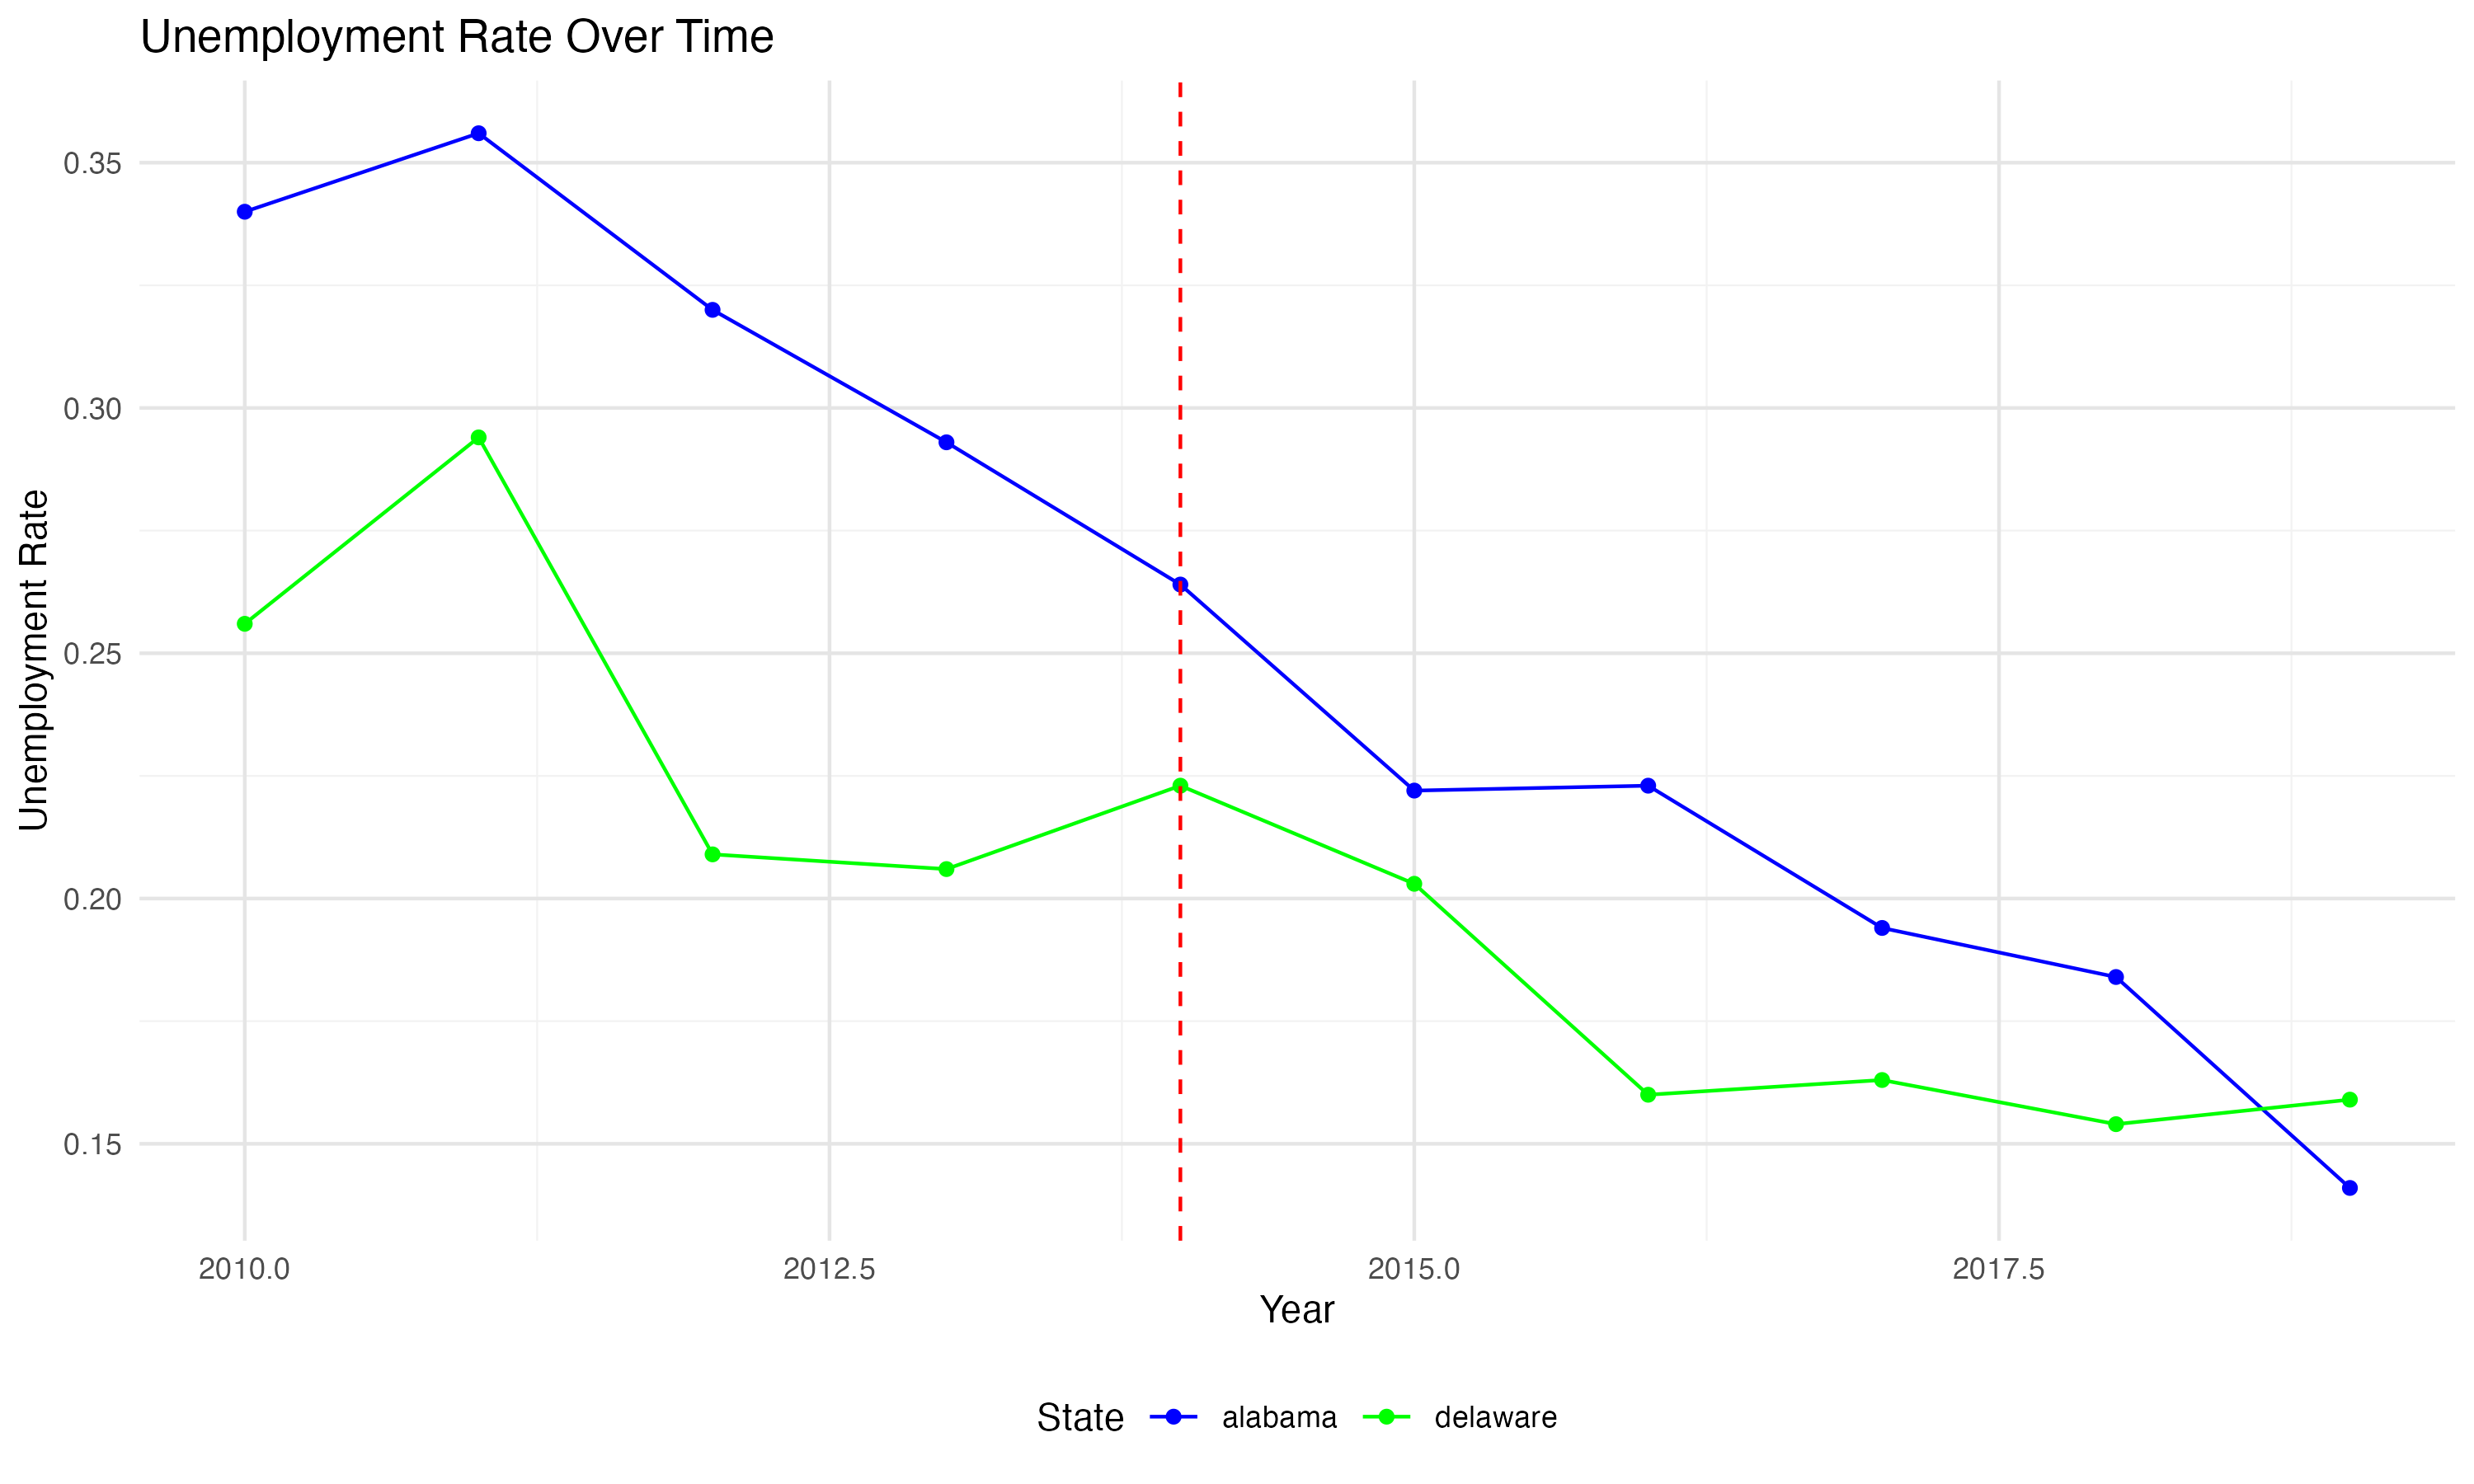 Unemployment Rate Over Time
Unemployment Rate
0.35
0.30
0.25
0.20
0.15
2010.0 2012.5 2015.0 2017.5
Year
State alabama delaware